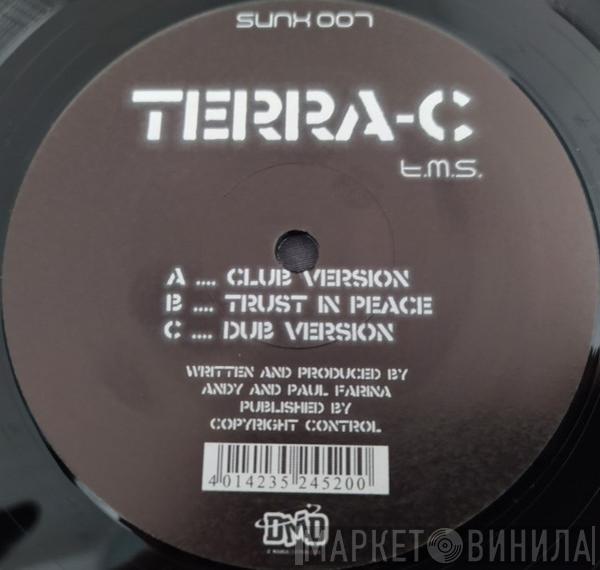 SUNX 007
TERRA-C
t.m.s.
A .... CLUB VERSION
B .... TRUST IN PEACE
C .... DUB VERSION
WRITTEN AND PRODUCED BY
ANDY AND PAUL FARINA
PUBLISHED BY
COPYRIGHT CONTROL
4 014235 245200
DMD
МАРКЕТ ВИНИЛА